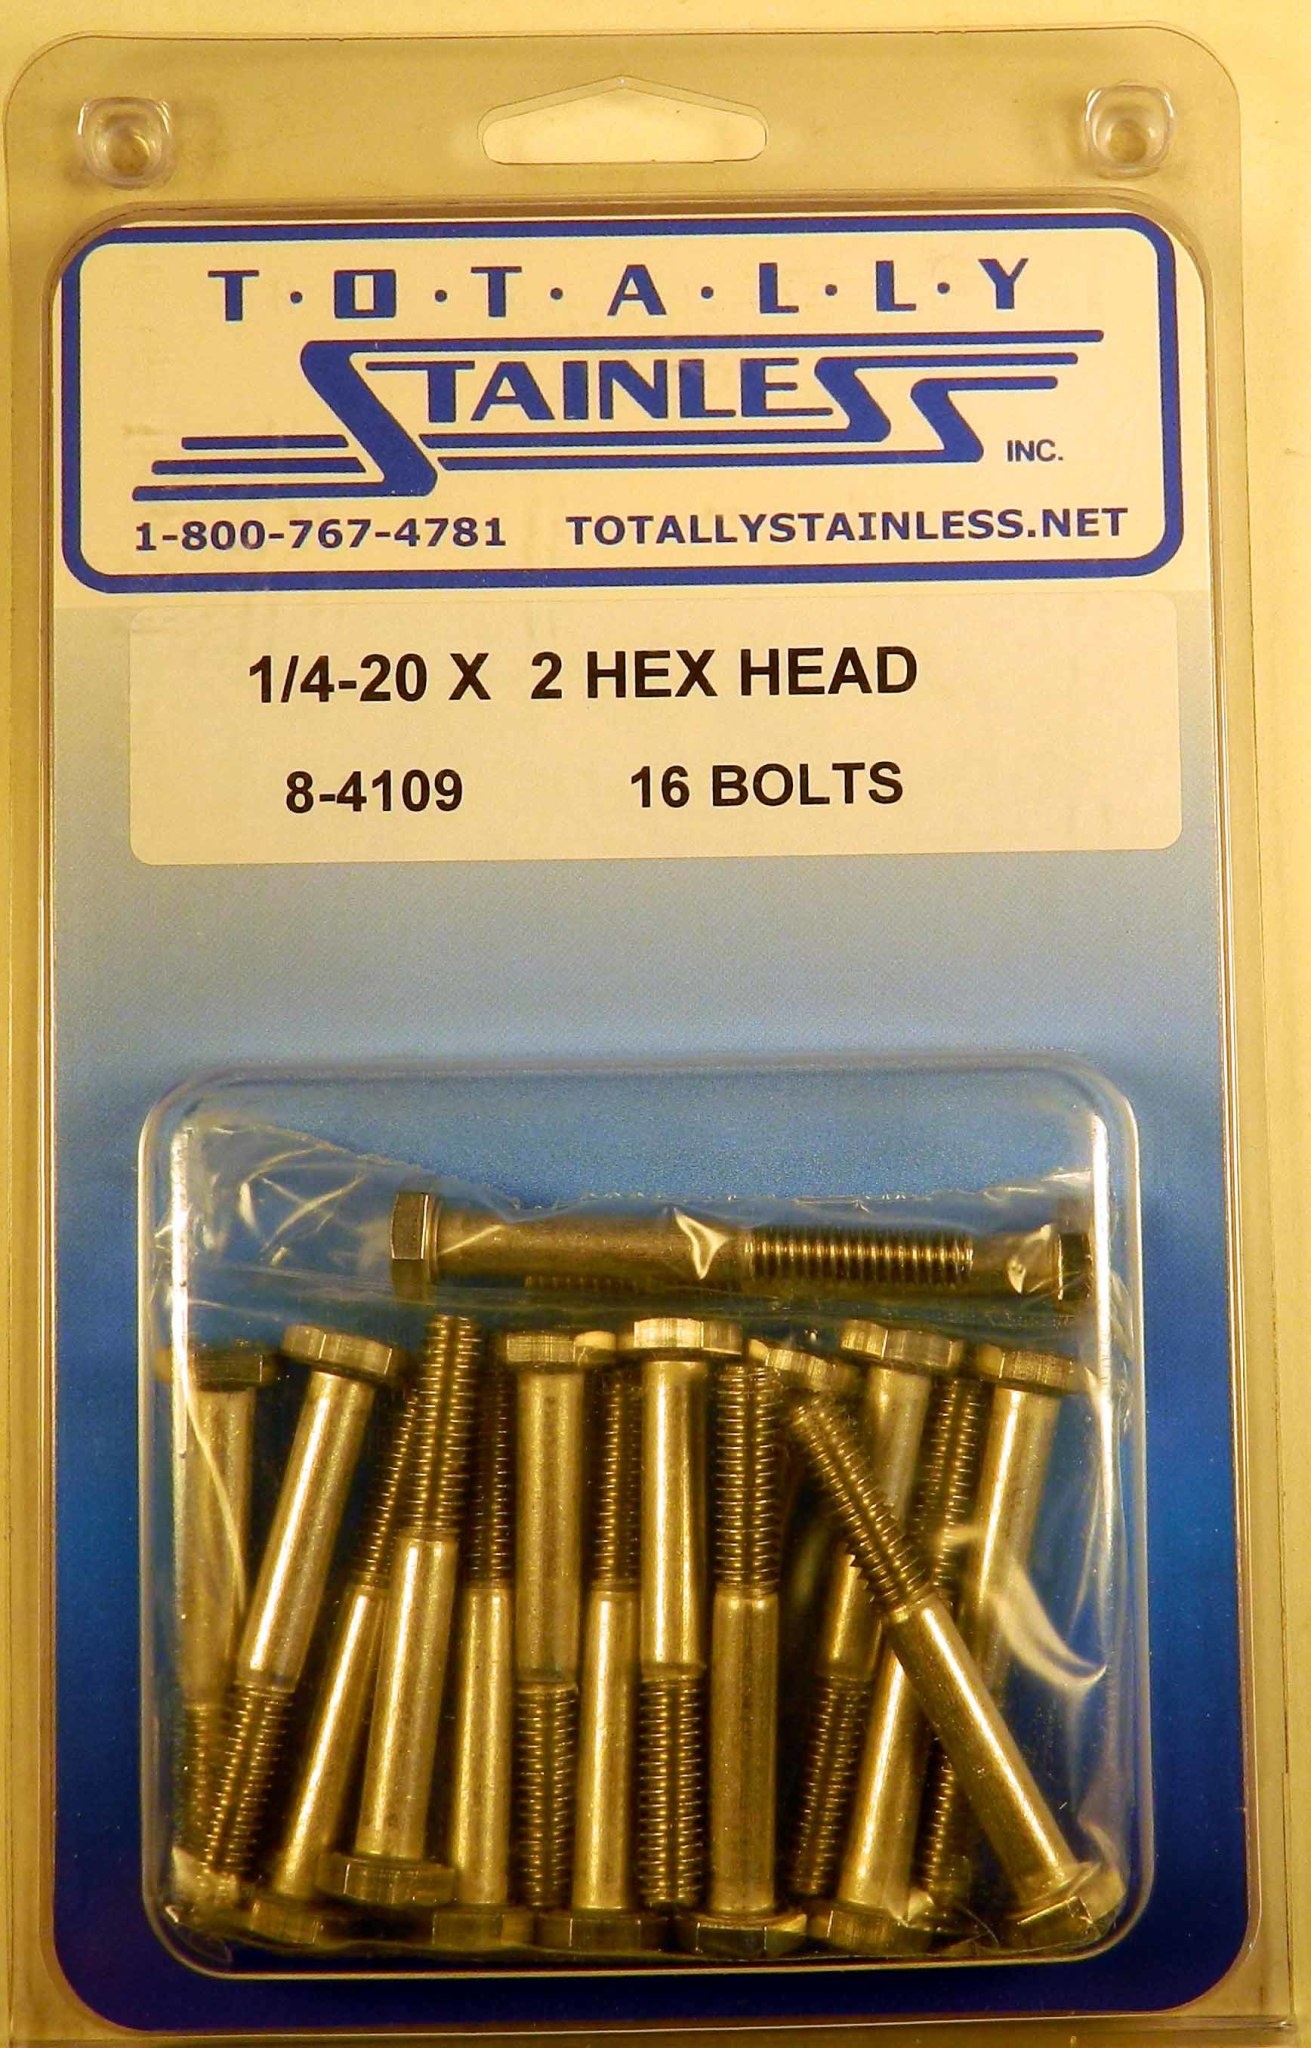 T·O·T·A·L·L·Y
STAINLESS
INC.
1-800-767-4781 TOTALLYSTAINLESS.NET
1/4-20 X 2 HEX HEAD
8-4109 16 BOLTS